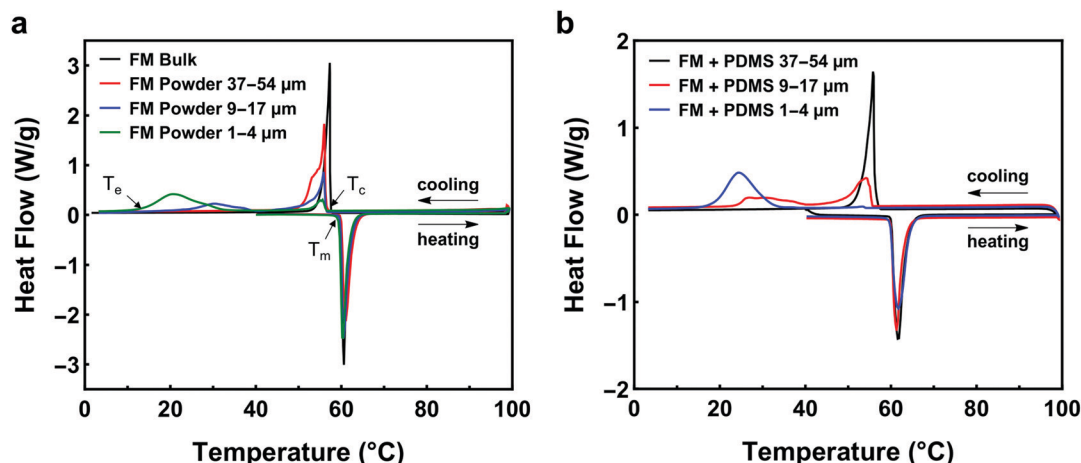 a
FM Bulk
FM Powder 37–54 µm
FM Powder 9–17 µm
FM Powder 1–4 µm
Tₑ
T꜀
Tₘ
cooling
heating
3
2
1
0
−1
−2
−3
0
20
40
60
80
100
Heat Flow (W/g)
Temperature (°C)
b
FM + PDMS 37–54 µm
FM + PDMS 9–17 µm
FM + PDMS 1–4 µm
cooling
heating
2
1
0
−1
−2
0
20
40
60
80
100
Heat Flow (W/g)
Temperature (°C)